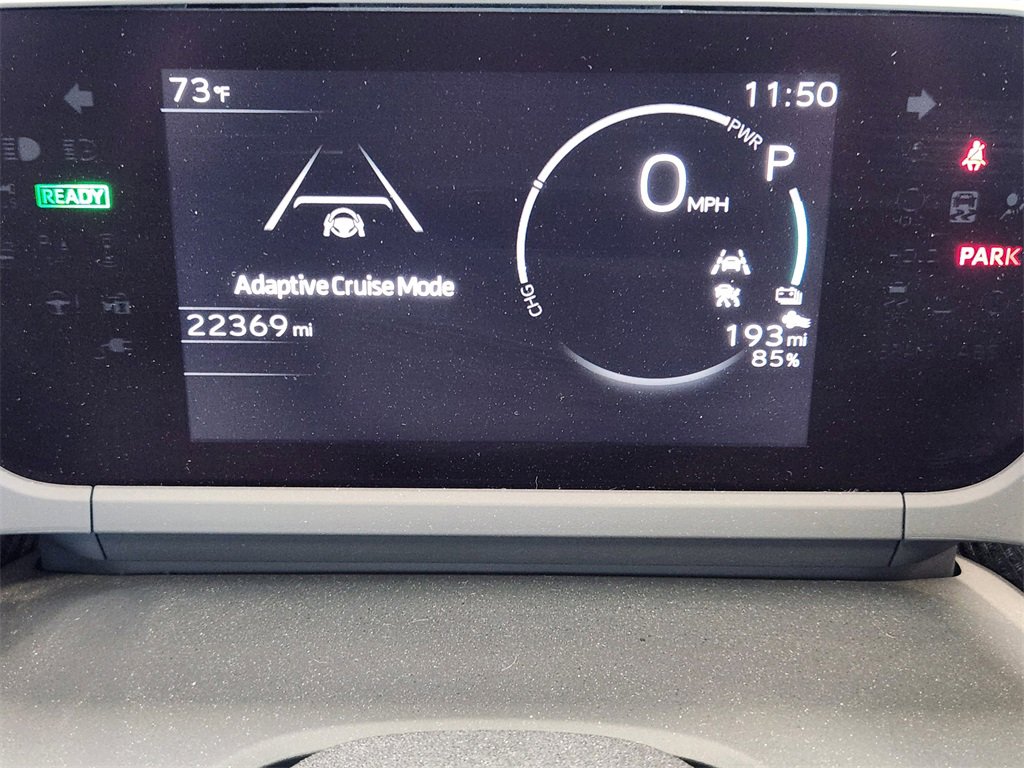 73°F
11:50
PWR
P
0 MPH
READY
PARK
Adaptive Cruise Mode
CHG
22369 mi
193 mi
85%